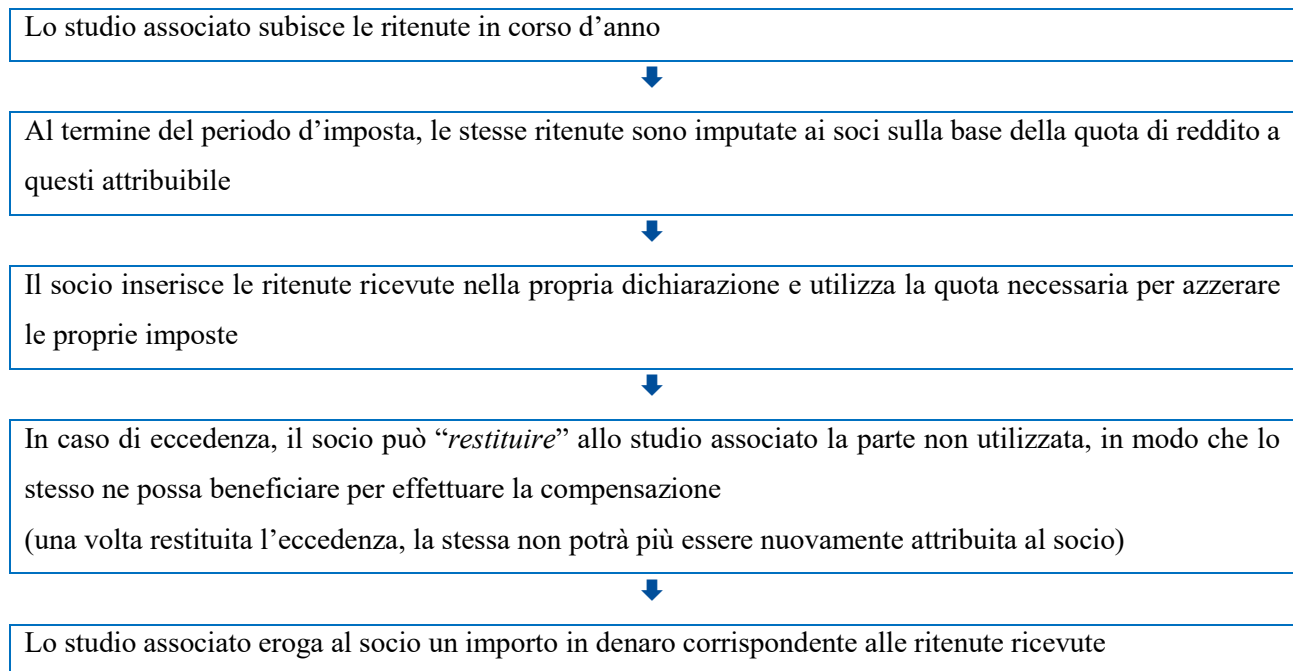 Lo studio associato subisce le ritenute in corso d’anno
Al termine del periodo d’imposta, le stesse ritenute sono imputate ai soci sulla base della quota di reddito a
questi attribuibile
Il socio inserisce le ritenute ricevute nella propria dichiarazione e utilizza la quota necessaria per azzerare
le proprie imposte
In caso di eccedenza, il socio può “restituire” allo studio associato la parte non utilizzata, in modo che lo
stesso ne possa beneficiare per effettuare la compensazione
(una volta restituita l’eccedenza, la stessa non potrà più essere nuovamente attribuita al socio)
Lo studio associato eroga al socio un importo in denaro corrispondente alle ritenute ricevute